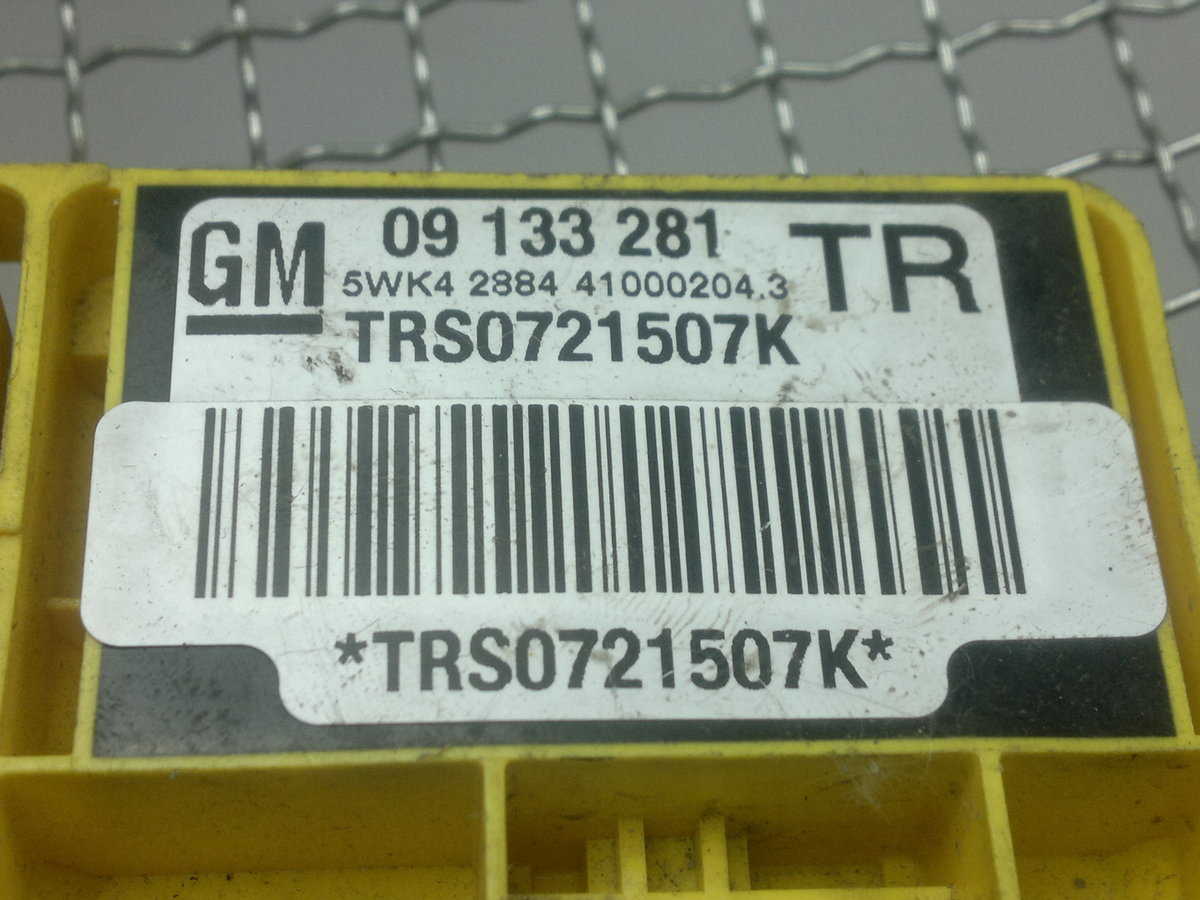 GM 09 133 281 TR
5WK4 2884 41000204.3
TRS0721507K
*TRS0721507K*